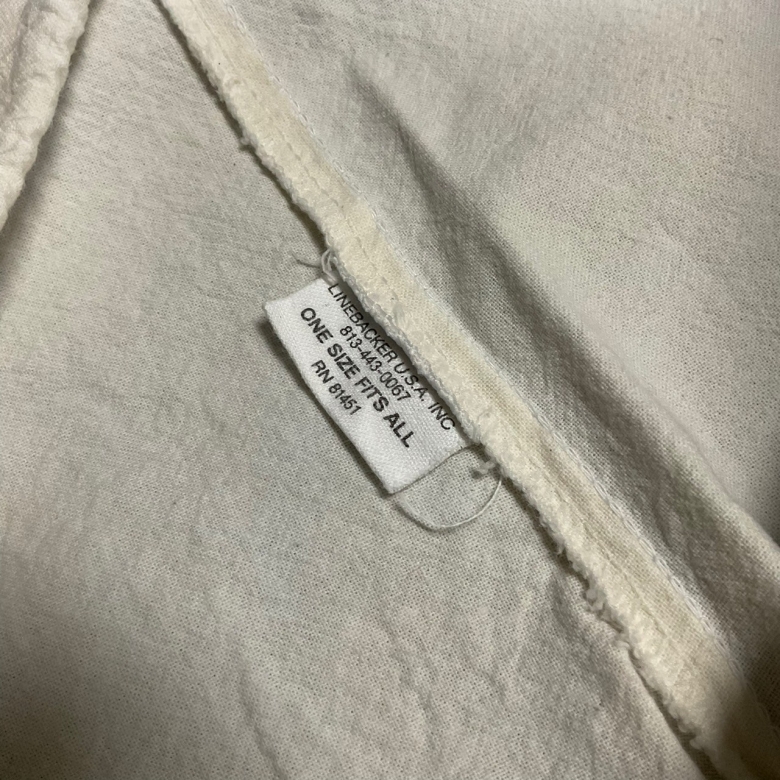 LINEBACKER U.S.A. INC
813-443-0067
ONE SIZE FITS ALL
RN 81451